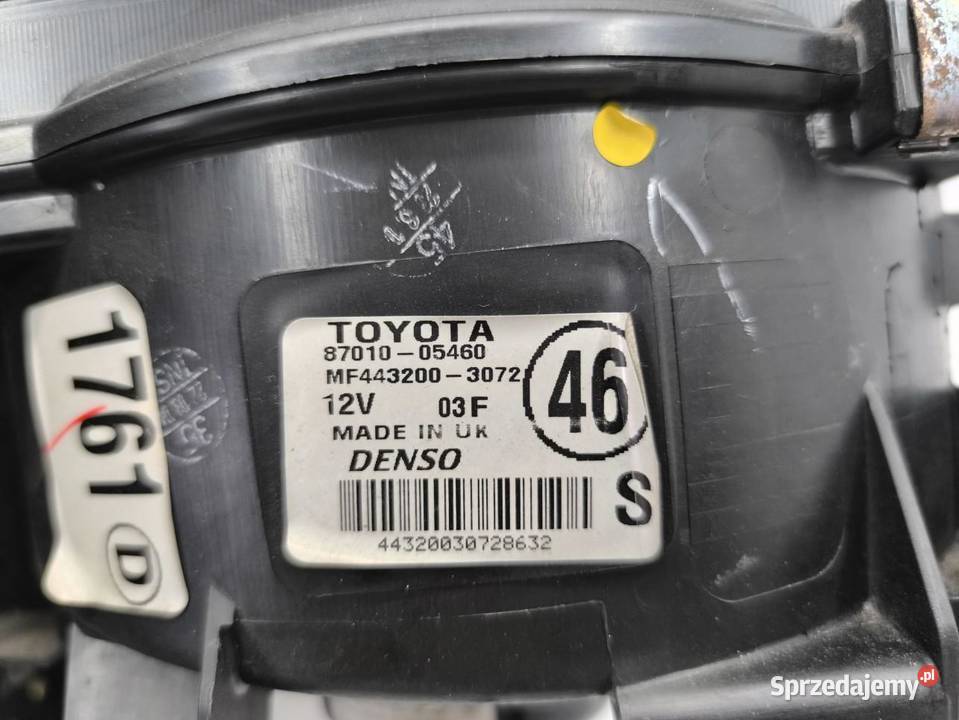 TOYOTA
87010-05460
MF443200-3072
12V 03F
MADE IN UK
DENSO
46
S
44320030728632
1761 D
Sprzedajemy.pl